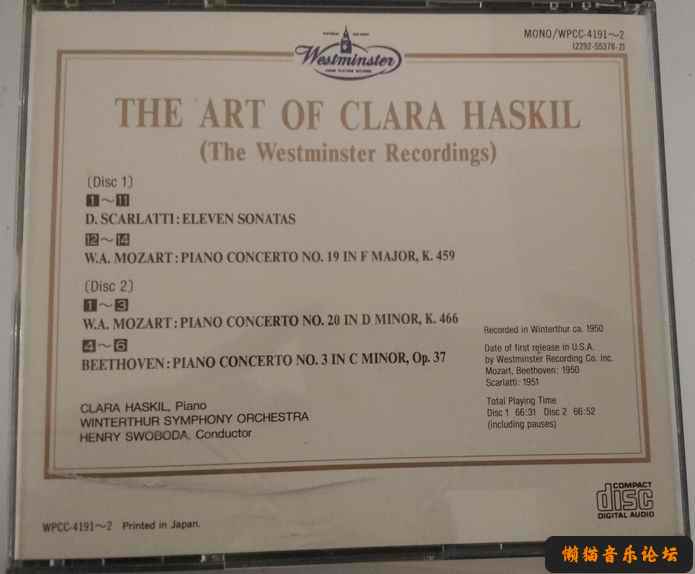 Westminster
MONO/WPCC-4191〜2
(2292-55378-2)
THE ART OF CLARA HASKIL
(The Westminster Recordings)
〔Disc 1〕
1〜11
D. SCARLATTI: ELEVEN SONATAS
12〜14
W.A. MOZART: PIANO CONCERTO NO. 19 IN F MAJOR, K. 459
〔Disc 2〕
1〜3
W.A. MOZART: PIANO CONCERTO NO. 20 IN D MINOR, K. 466
4〜6
BEETHOVEN: PIANO CONCERTO NO. 3 IN C MINOR, Op. 37
CLARA HASKIL, Piano
WINTERTHUR SYMPHONY ORCHESTRA
HENRY SWOBODA, Conductor
Recorded in Winterthur ca. 1950
Date of first release in U.S.A.
by Westminster Recording Co. Inc.
Mozart, Beethoven: 1950
Scarlatti: 1951
Total Playing Time
Disc 1 66:31 Disc 2 66:52
(including pauses)
COMPACT
disc
DIGITAL AUDIO
WPCC-4191〜2 Printed in Japan.
懒猫音乐论坛